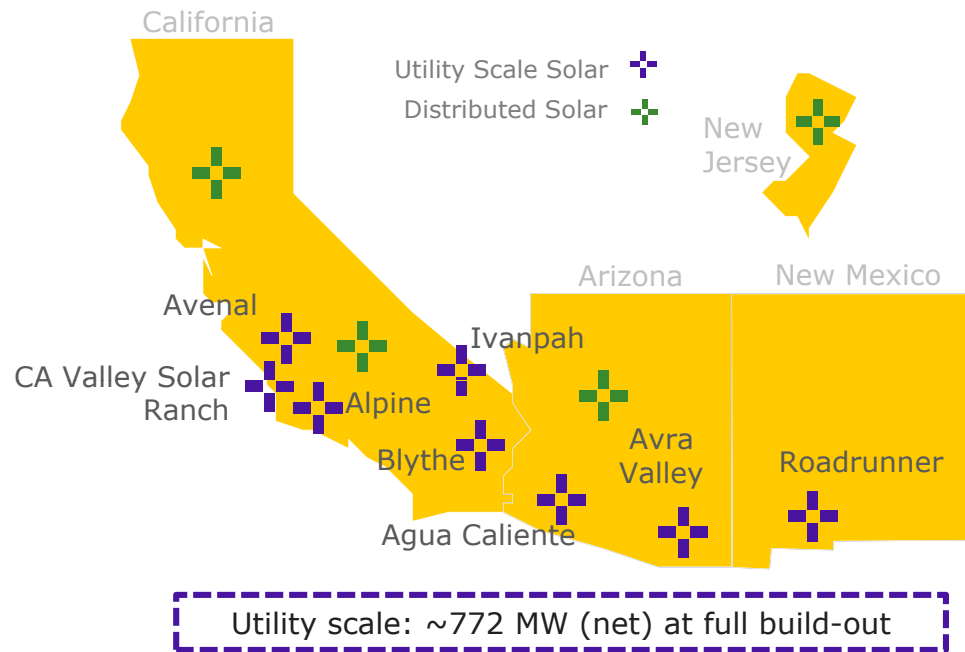 California
Utility Scale Solar
Distributed Solar
New
Jersey
Arizona
New Mexico
Avenal
Ivanpah
CA Valley Solar
Ranch
Alpine
Avra
Valley
Blythe
Roadrunner
Agua Caliente
Utility scale: ~772 MW (net) at full build-out